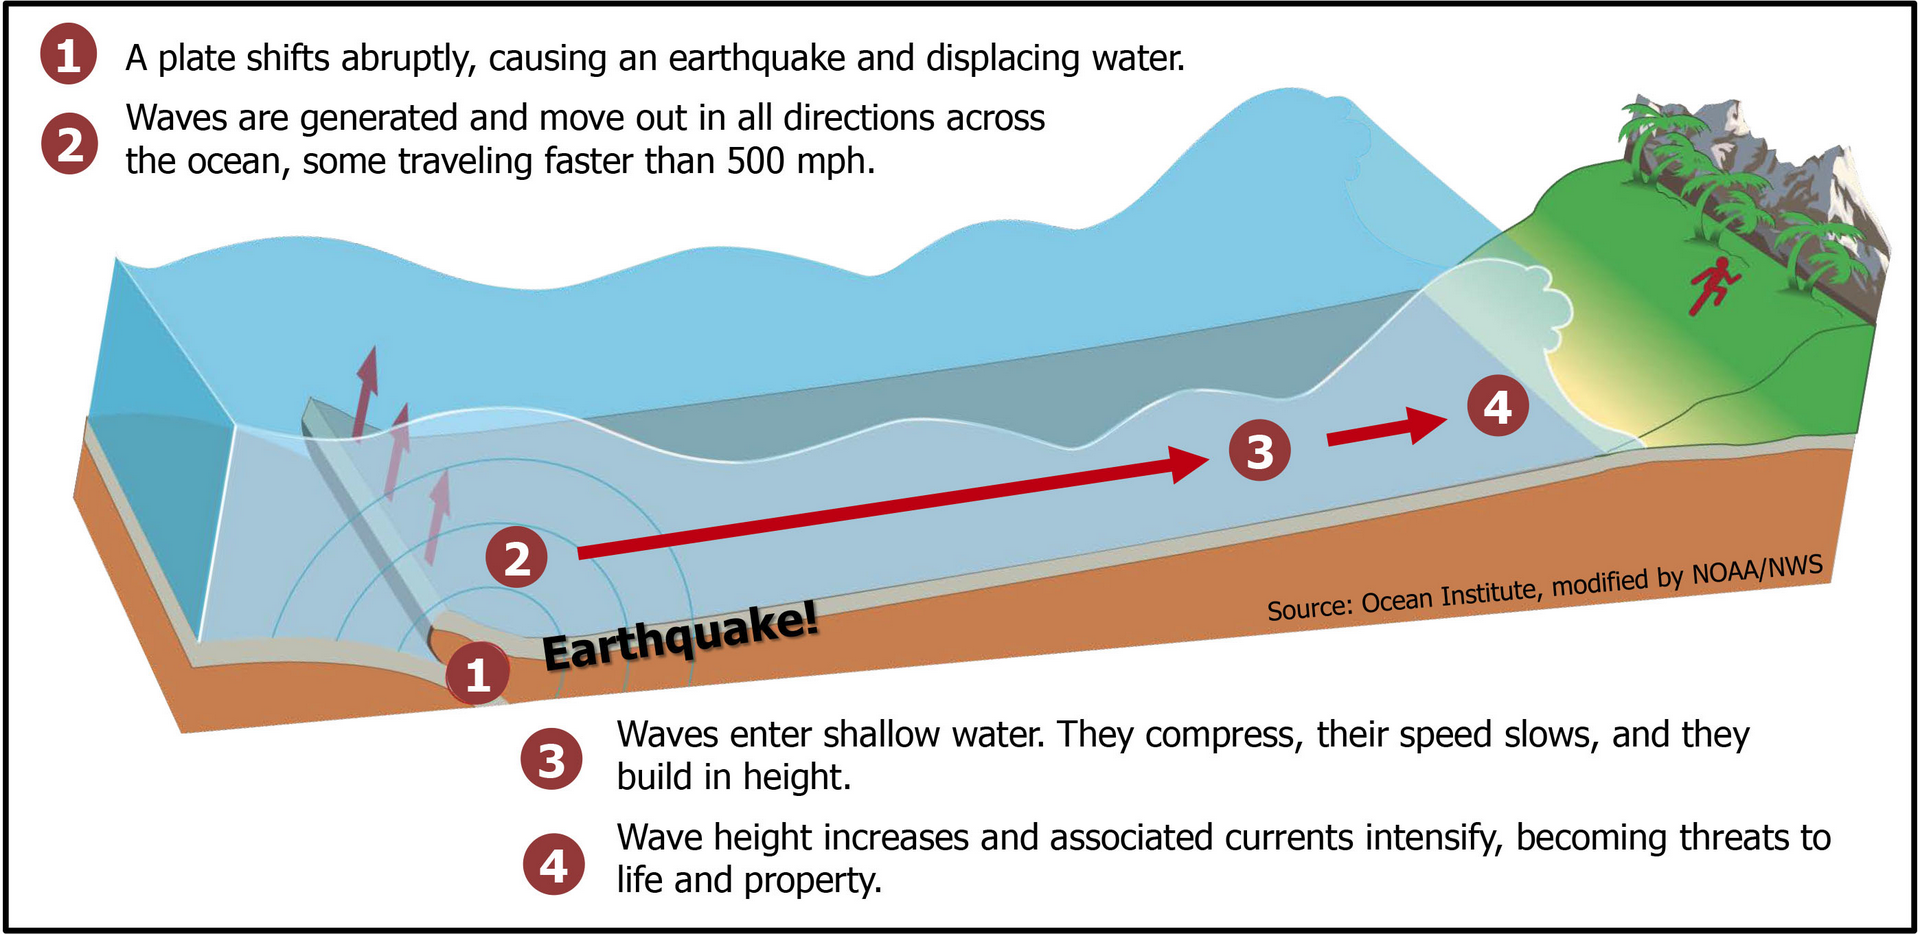 1 A plate shifts abruptly, causing an earthquake and displacing water.
2 Waves are generated and move out in all directions across
the ocean, some traveling faster than 500 mph.
4
3
2
Earthquake!
1
Source: Ocean Institute, modified by NOAA/NWS
3 Waves enter shallow water. They compress, their speed slows, and they
build in height.
4 Wave height increases and associated currents intensify, becoming threats to
life and property.